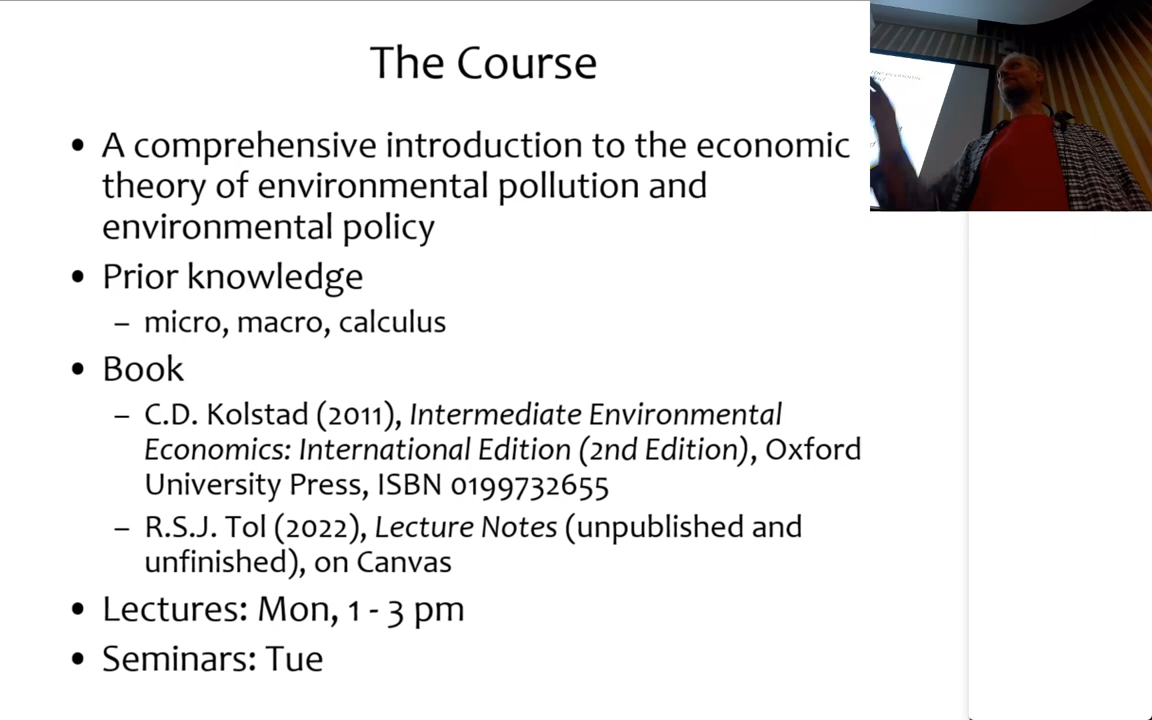 The Course
• A comprehensive introduction to the economic
theory of environmental pollution and
environmental policy
• Prior knowledge
– micro, macro, calculus
• Book
– C.D. Kolstad (2011), Intermediate Environmental
Economics: International Edition (2nd Edition), Oxford
University Press, ISBN 0199732655
– R.S.J. Tol (2022), Lecture Notes (unpublished and
unfinished), on Canvas
• Lectures: Mon, 1 - 3 pm
• Seminars: Tue